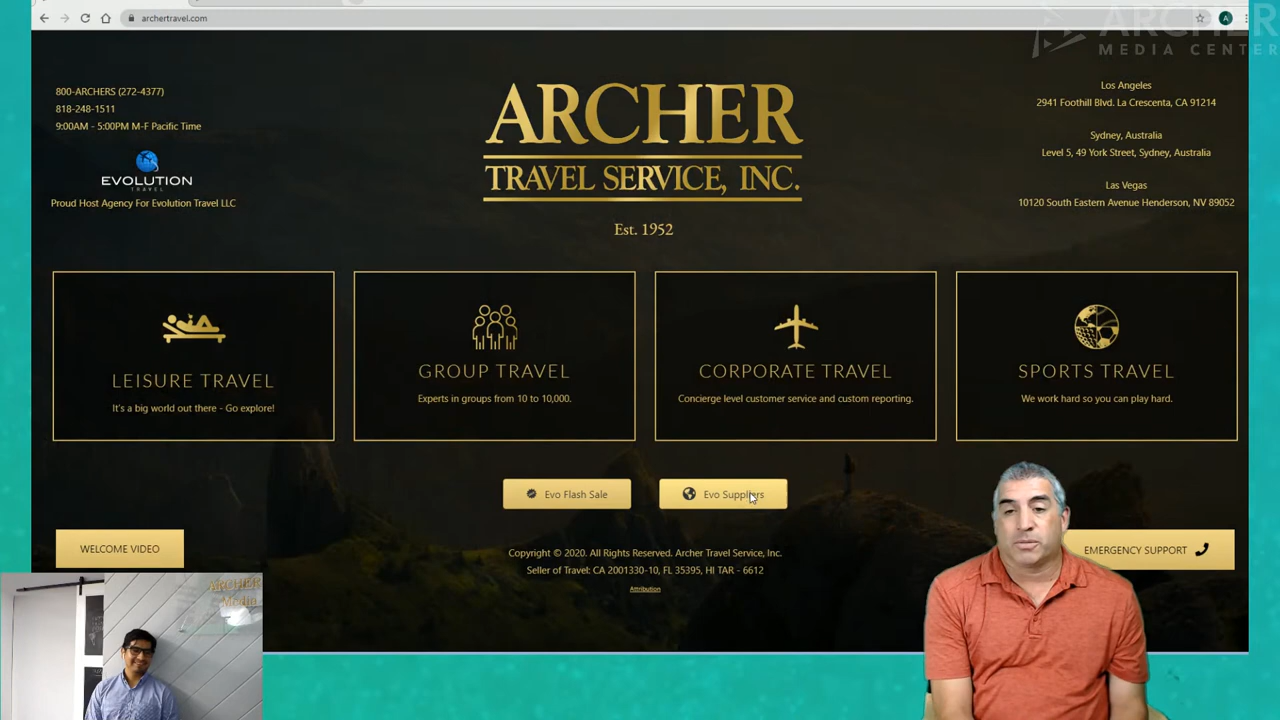 archertravel.com
A
ARCHER
MEDIA CENTER
800-ARCHERS (272-4377)
818-248-1511
9:00AM - 5:00PM M-F Pacific Time
EVOLUTION
TRAVEL
Proud Host Agency For Evolution Travel LLC
ARCHER
TRAVEL SERVICE, INC.
Est. 1952
Los Angeles
2941 Foothill Blvd. La Crescenta, CA 91214
Sydney, Australia
Level 5, 49 York Street, Sydney, Australia
Las Vegas
10120 South Eastern Avenue Henderson, NV 89052
LEISURE TRAVEL
It's a big world out there - Go explore!
GROUP TRAVEL
Experts in groups from 10 to 10,000.
CORPORATE TRAVEL
Concierge level customer service and custom reporting.
SPORTS TRAVEL
We work hard so you can play hard.
Evo Flash Sale
Evo Suppliers
WELCOME VIDEO
EMERGENCY SUPPORT
Copyright © 2020. All Rights Reserved. Archer Travel Service, Inc.
Seller of Travel: CA 2001330-10, FL 35395, HI TAR - 6612
Attribution
ARCHER
Media